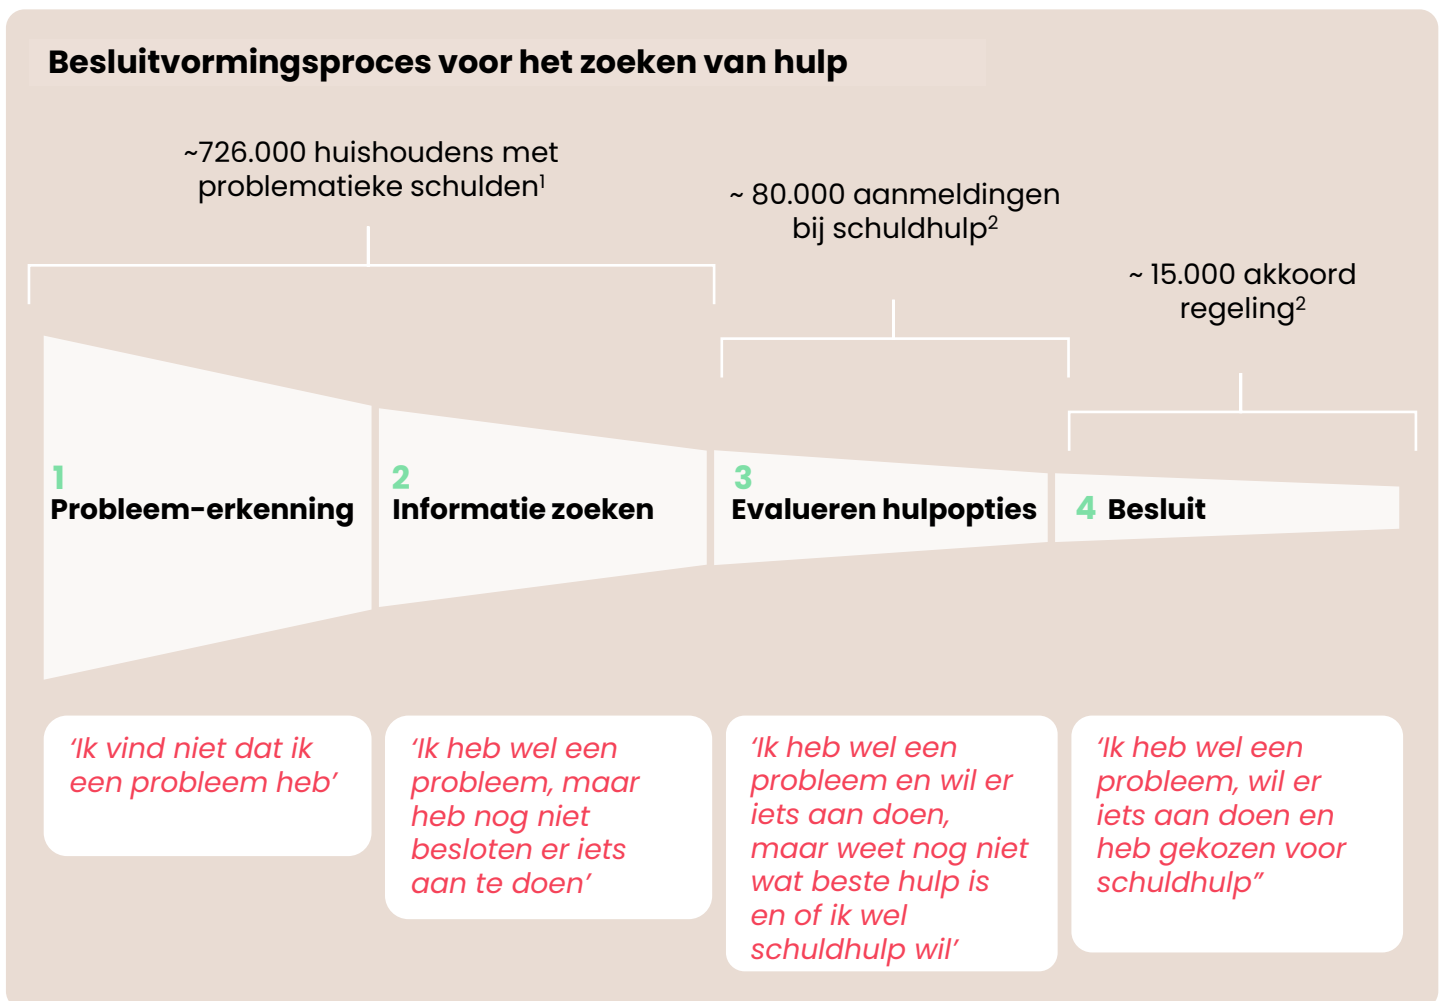 Besluitvormingsproces voor het zoeken van hulp
~726.000 huishoudens met
problematieke schulden¹
~ 80.000 aanmeldingen
bij schuldhulp²
~ 15.000 akkoord
regeling²
1
Probleem-erkenning
2
Informatie zoeken
3
Evalueren hulpopties
4 Besluit
‘Ik vind niet dat ik
een probleem heb’
‘Ik heb wel een
probleem, maar
heb nog niet
besloten er iets
aan te doen’
‘Ik heb wel een
probleem en wil er
iets aan doen,
maar weet nog niet
wat beste hulp is
en of ik wel
schuldhulp wil’
‘Ik heb wel een
probleem, wil er
iets aan doen en
heb gekozen voor
schuldhulp”